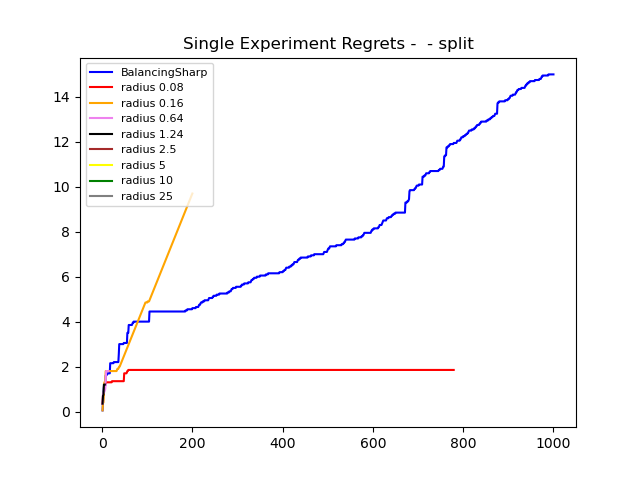 Single Experiment Regrets -  - split
BalancingSharp
radius 0.08
radius 0.16
radius 0.64
radius 1.24
radius 2.5
radius 5
radius 10
radius 25
14
12
10
8
6
4
2
0
0 200 400 600 800 1000